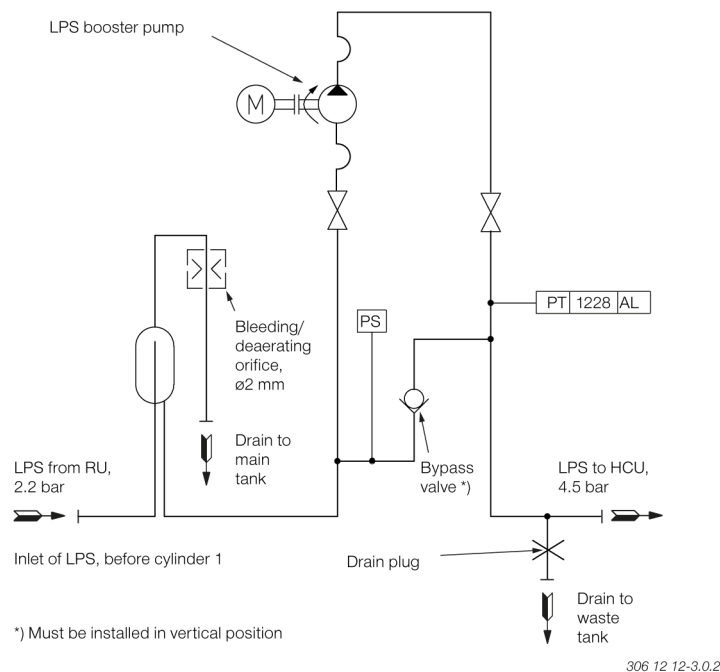 LPS booster pump
M
PT 1228 AL
PS
Bleeding/
deaerating
orifice,
ø2 mm
Drain to
main
tank
Bypass
valve *)
LPS from RU,
2.2 bar
LPS to HCU,
4.5 bar
Inlet of LPS, before cylinder 1
Drain plug
Drain to
waste
tank
*) Must be installed in vertical position
306 12 12-3.0.2